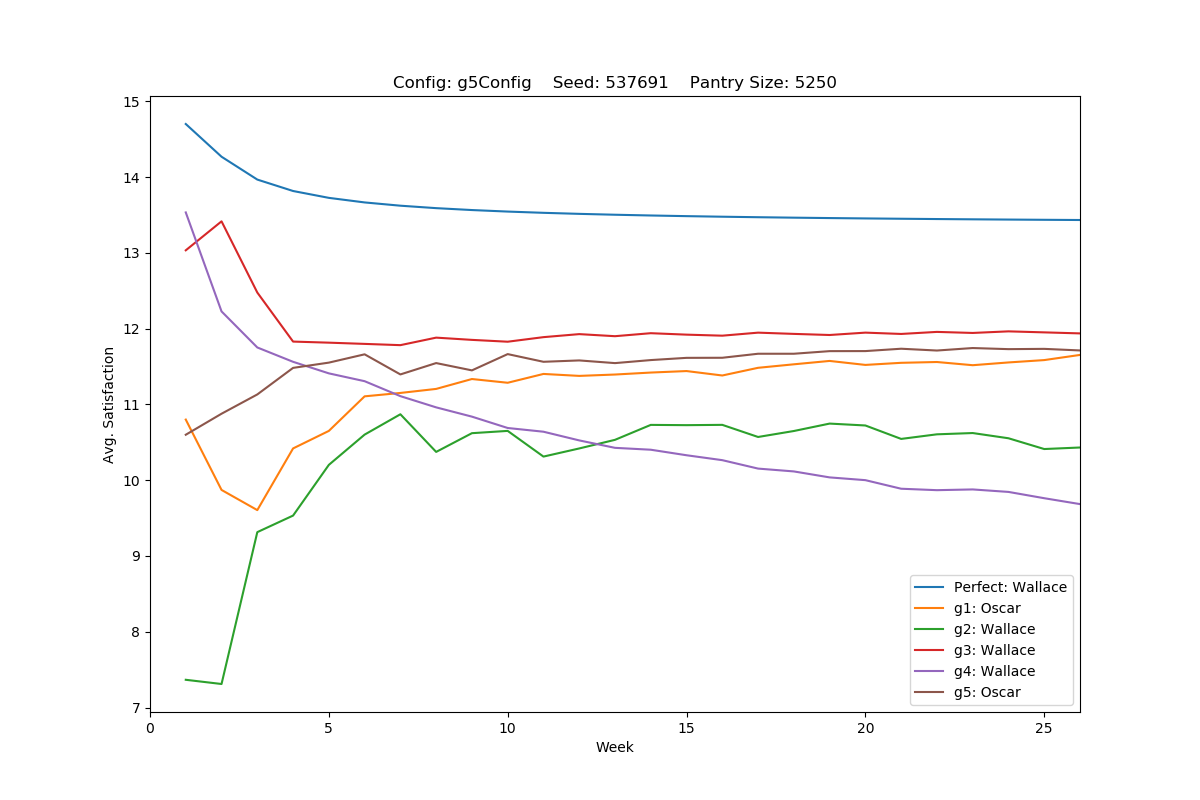 Config: g5Config    Seed: 537691    Pantry Size: 5250
15
14
13
12
11
10
9
8
7
Avg. Satisfaction
0 5 10 15 20 25
Week
Perfect: Wallace
g1: Oscar
g2: Wallace
g3: Wallace
g4: Wallace
g5: Oscar